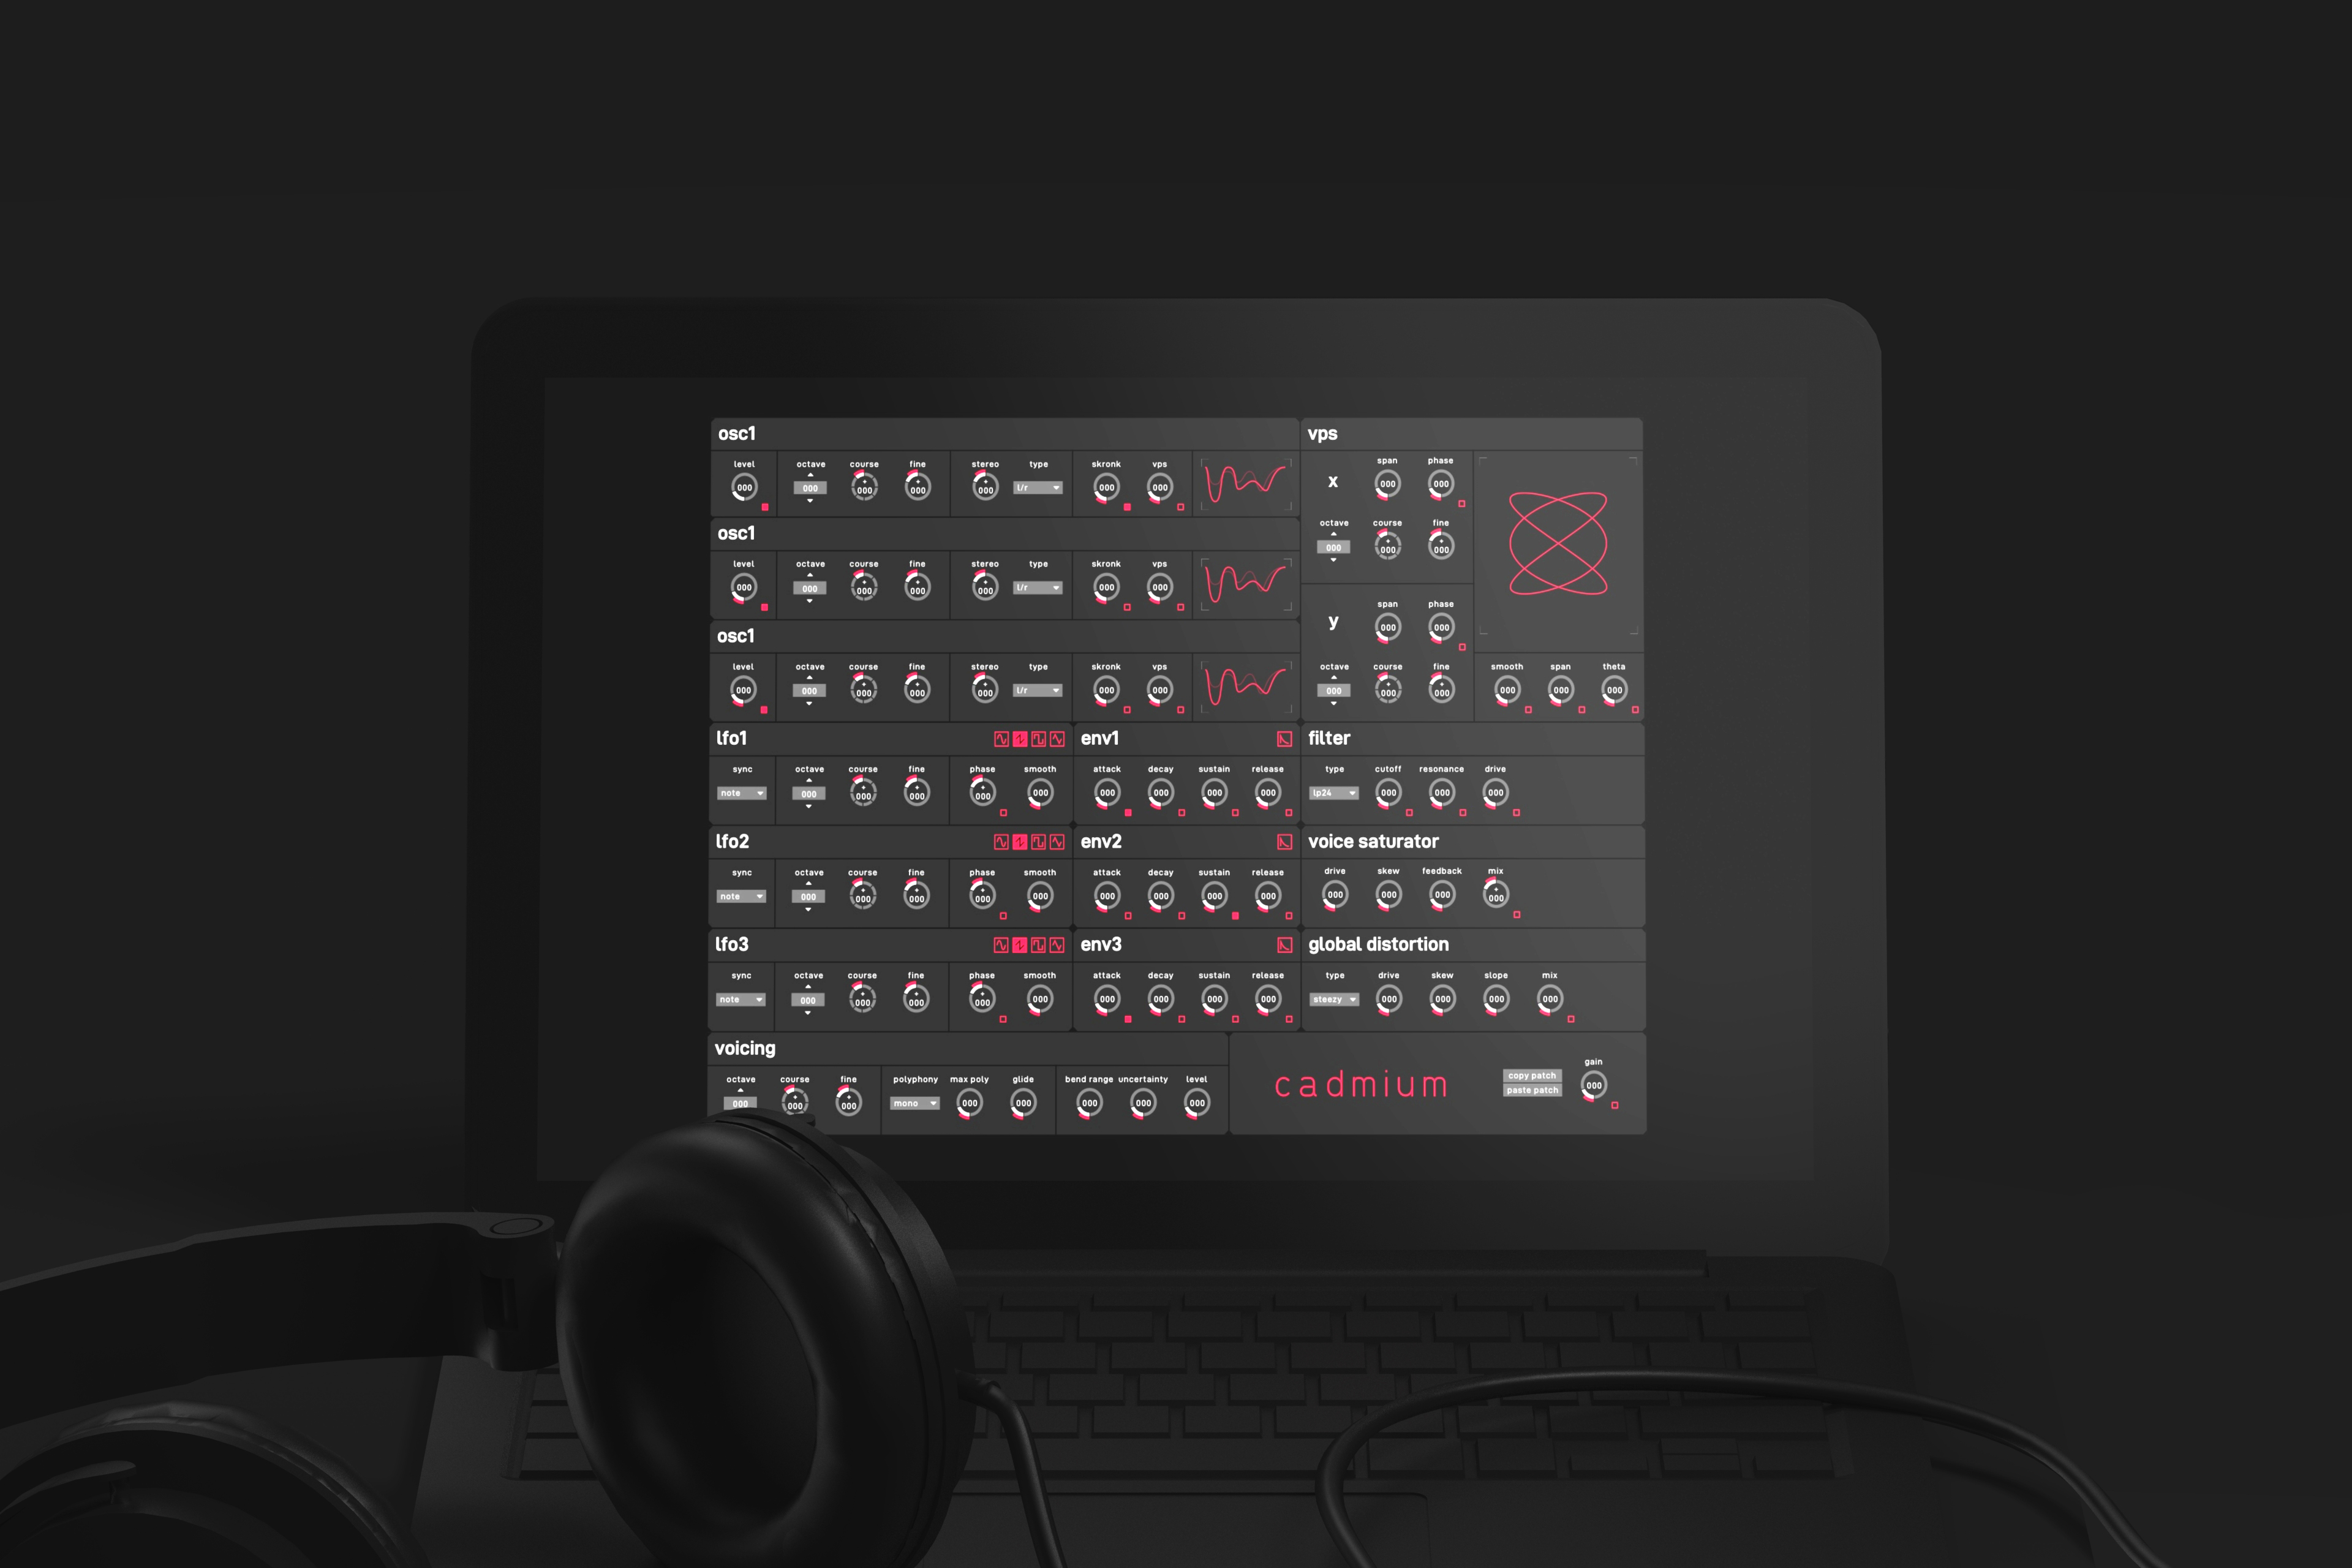 osc1
level octave course fine stereo type skronk vps
000 000 000 000 000 l/r 000 000
osc1
level octave course fine stereo type skronk vps
000 000 000 000 000 l/r 000 000
osc1
level octave course fine stereo type skronk vps
000 000 000 000 000 l/r 000 000
vps
span phase
x 000 000
octave course fine
000 000 000
span phase
y 000 000
octave course fine
000 000 000
smooth span theta
000 000 000
lfo1
sync octave course fine phase smooth
note 000 000 000 000 000
env1
attack decay sustain release
000 000 000 000
filter
type cutoff resonance drive
lp24 000 000 000
lfo2
sync octave course fine phase smooth
note 000 000 000 000 000
env2
attack decay sustain release
000 000 000 000
voice saturator
drive skew feedback mix
000 000 000 000
lfo3
sync octave course fine phase smooth
note 000 000 000 000 000
env3
attack decay sustain release
000 000 000 000
global distortion
type drive skew slope mix
steezy 000 000 000 000
voicing
octave course fine polyphony max poly glide bend range uncertainty level
000 000 000 mono 000 000 000 000 000
cadmium
copy patch
paste patch
gain
000